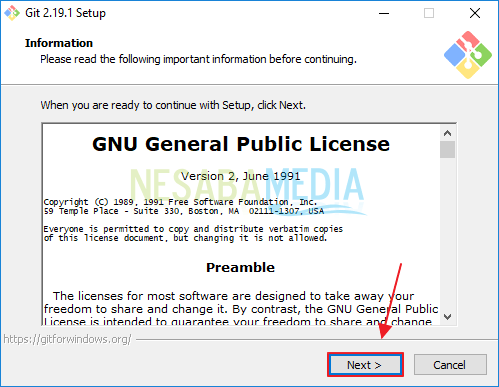 Git 2.19.1 Setup
Information
Please read the following important information before continuing.
When you are ready to continue with Setup, click Next.
GNU General Public License
Version 2, June 1991
NESABAMEDIA
Copyright (C) 1989, 1991 Free Software Foundation, Inc.
59 Temple Place - Suite 330, Boston, MA  02111-1307, USA
Everyone is permitted to copy and distribute verbatim copies
of this license document, but changing it is not allowed.
Preamble
The licenses for most software are designed to take away your
freedom to share and change it. By contrast, the GNU General Public
License is intended to guarantee your freedom to share and change
https://gitforwindows.org/
Next >
Cancel